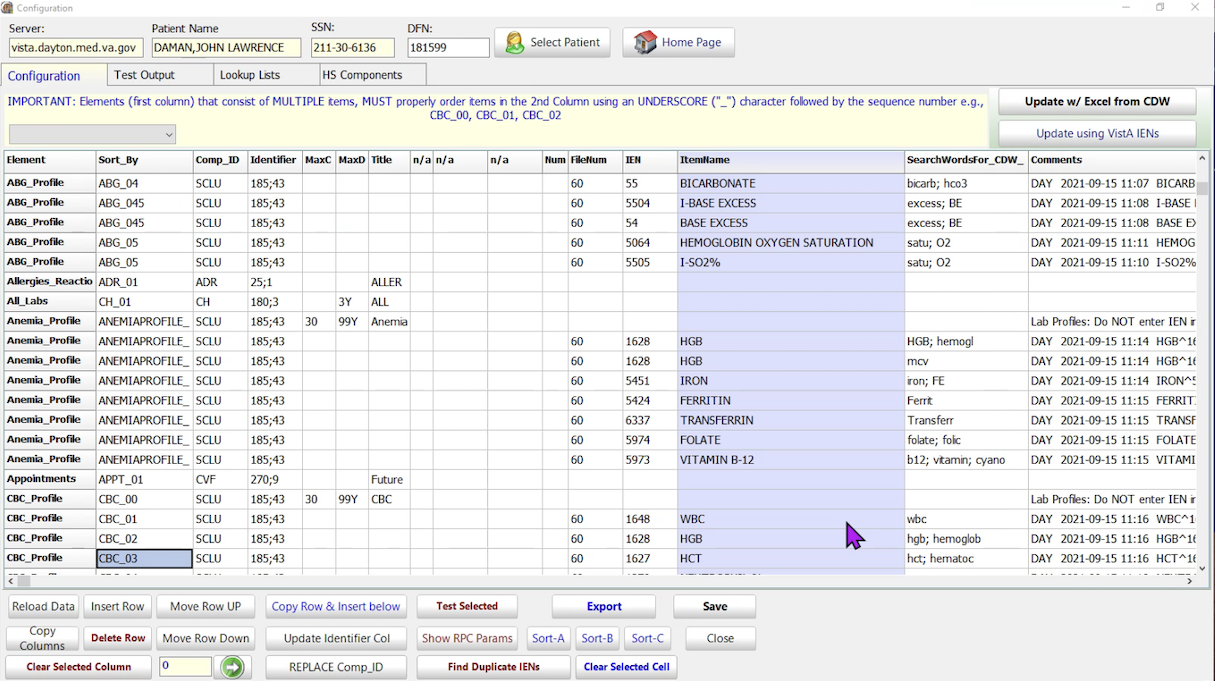 Configuration
Server: Patient Name SSN: DFN:
vista.dayton.med.va.gov DAMAN,JOHN LAWRENCE 211-30-6136 181599 Select Patient Home Page
Configuration Test Output Lookup Lists HS Components
IMPORTANT: Elements (first column) that consist of MULTIPLE items, MUST properly order items in the 2nd Column using an UNDERSCORE ("_") character followed by the sequence number e.g.,
CBC_00, CBC_01, CBC_02
Update w/ Excel from CDW
Update using VistA IENs
Element Sort_By Comp_ID Identifier MaxC MaxD Title n/a n/a n/a Num FileNum IEN ItemName SearchWordsFor_CDW_ Comments
ABG_Profile ABG_04 SCLU 185;43 60 55 BICARBONATE bicarb; hco3 DAY 2021-09-15 11:07 BICARB
ABG_Profile ABG_045 SCLU 185;43 60 5504 I-BASE EXCESS excess; BE DAY 2021-09-15 11:08 I-BASE
ABG_Profile ABG_045 SCLU 185;43 60 54 BASE EXCESS excess; BE DAY 2021-09-15 11:08 BASE EX
ABG_Profile ABG_05 SCLU 185;43 60 5064 HEMOGLOBIN OXYGEN SATURATION satu; O2 DAY 2021-09-15 11:11 HEMOG
ABG_Profile ABG_05 SCLU 185;43 60 5505 I-SO2% satu; O2 DAY 2021-09-15 11:10 I-SO2%
Allergies_Reactio ADR_01 ADR 25;1 ALLER
All_Labs CH_01 CH 180;3 3Y ALL
Anemia_Profile ANEMIAPROFILE_ SCLU 185;43 30 99Y Anemia Lab Profiles: Do NOT enter IEN ir
Anemia_Profile ANEMIAPROFILE_ SCLU 185;43 60 1628 HGB HGB; hemogl DAY 2021-09-15 11:14 HGB^16
Anemia_Profile ANEMIAPROFILE_ SCLU 185;43 60 1628 HGB mcv DAY 2021-09-15 11:14 HGB^16
Anemia_Profile ANEMIAPROFILE_ SCLU 185;43 60 5451 IRON iron; FE DAY 2021-09-15 11:14 IRON^5
Anemia_Profile ANEMIAPROFILE_ SCLU 185;43 60 5424 FERRITIN Ferrit DAY 2021-09-15 11:15 FERRIT
Anemia_Profile ANEMIAPROFILE_ SCLU 185;43 60 6337 TRANSFERRIN Transferr DAY 2021-09-15 11:15 TRANSF
Anemia_Profile ANEMIAPROFILE_ SCLU 185;43 60 5974 FOLATE folate; folic DAY 2021-09-15 11:15 FOLATE
Anemia_Profile ANEMIAPROFILE_ SCLU 185;43 60 5973 VITAMIN B-12 b12; vitamin; cyano DAY 2021-09-15 11:15 VITAMI
Appointments APPT_01 CVF 270;9 Future
CBC_Profile CBC_00 SCLU 185;43 30 99Y CBC Lab Profiles: Do NOT enter IEN ir
CBC_Profile CBC_01 SCLU 185;43 60 1648 WBC wbc DAY 2021-09-15 11:16 WBC^1
CBC_Profile CBC_02 SCLU 185;43 60 1628 HGB hgb; hemoglob DAY 2021-09-15 11:16 HGB^16
CBC_Profile CBC_03 SCLU 185;43 60 1627 HCT hct; hematoc DAY 2021-09-15 11:16 HCT^16
Reload Data Insert Row Move Row UP Copy Row & Insert below Test Selected Export Save
Copy Columns Delete Row Move Row Down Update Identifier Col Show RPC Params Sort-A Sort-B Sort-C Close
Clear Selected Column 0 REPLACE Comp_ID Find Duplicate IENs Clear Selected Cell